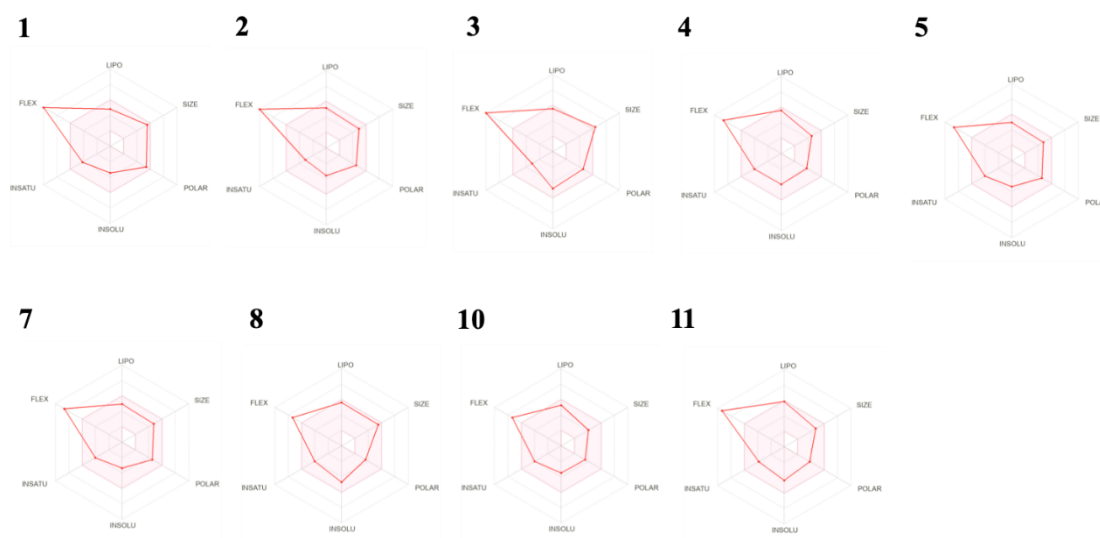 1
2
3
4
5
LIPO
SIZE
POLAR
INSOLU
INSATU
FLEX
LIPO
SIZE
POLAR
INSOLU
INSATU
FLEX
LIPO
SIZE
POLAR
INSOLU
INSATU
FLEX
LIPO
SIZE
POLAR
INSOLU
INSATU
FLEX
LIPO
SIZE
POLA
INSOLU
INSATU
FLEX
7
8
10
11
LIPO
SIZE
POLAR
INSOLU
INSATU
FLEX
LIPO
SIZE
POLAR
INSOLU
INSATU
FLEX
LIPO
SIZE
POLAR
INSOLU
INSATU
FLEX
LIPO
SIZE
POLAR
INSOLU
INSATU
FLEX